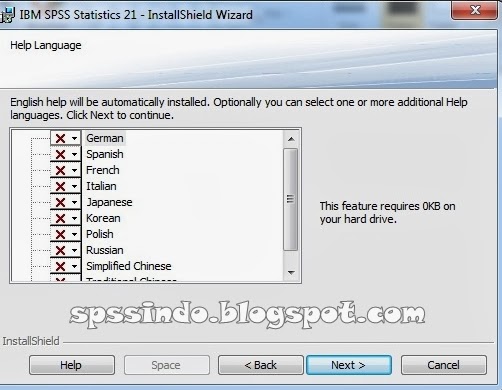 IBM SPSS Statistics 21 - InstallShield Wizard
Help Language
English help will be automatically installed. Optionally you can select one or more additional Help
languages. Click Next to continue.
German
Spanish
French
Italian
Japanese
Korean
Polish
Russian
Simplified Chinese
Traditional Chinese
This feature requires 0KB on
your hard drive.
spssindo.blogspot.com
InstallShield
Help
Space
< Back
Next >
Cancel